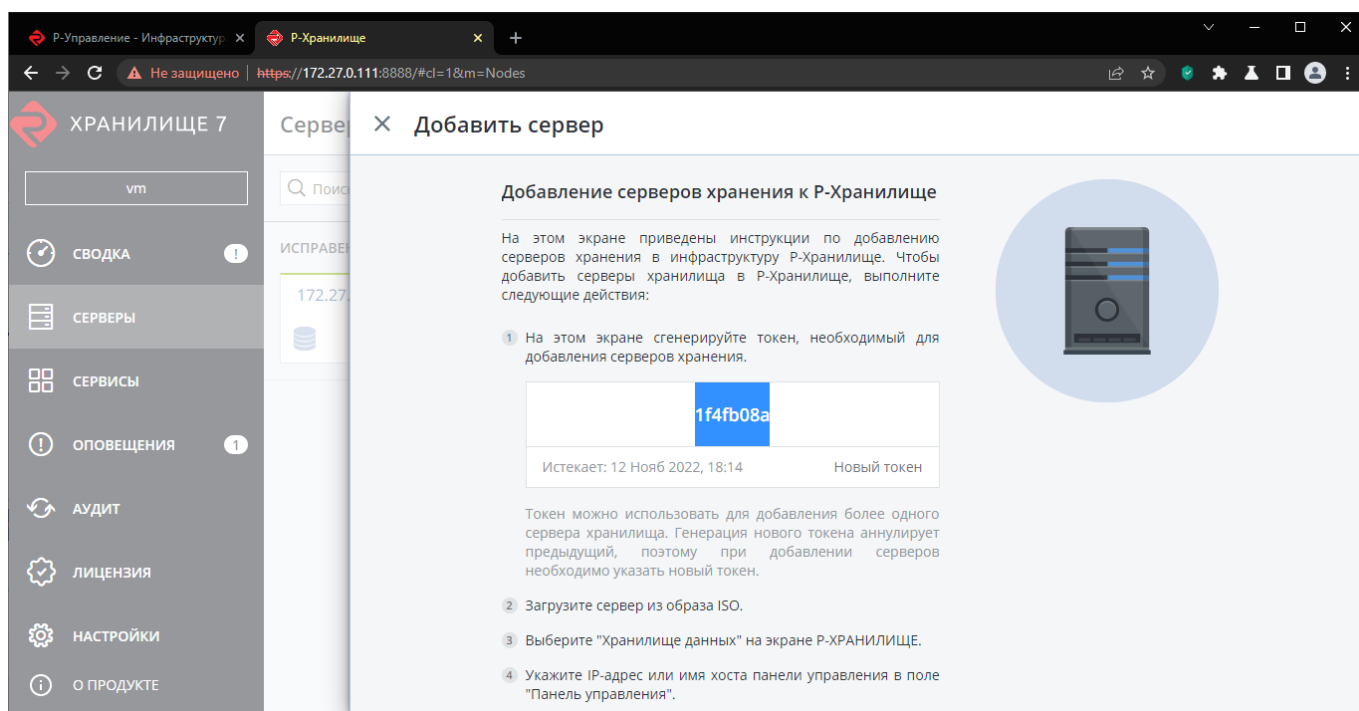 Р-Управление - Инфраструктур
Р-Хранилище
Не защищено
https://172.27.0.111:8888/#cl=1&m=Nodes
ХРАНИЛИЩЕ 7
vm
СВОДКА
!
СЕРВЕРЫ
СЕРВИСЫ
ОПОВЕЩЕНИЯ
1
АУДИТ
ЛИЦЕНЗИЯ
НАСТРОЙКИ
О ПРОДУКТЕ
Сервер
Поис
ИСПРАВЕН
172.27.
Добавить сервер
Добавление серверов хранения к Р-Хранилище
На этом экране приведены инструкции по добавлению
серверов хранения в инфраструктуру Р-Хранилище. Чтобы
добавить серверы хранилища в Р-Хранилище, выполните
следующие действия:
1 На этом экране сгенерируйте токен, необходимый для
добавления серверов хранения.
1f4fb08a
Истекает: 12 Нояб 2022, 18:14
Новый токен
Токен можно использовать для добавления более одного
сервера хранилища. Генерация нового токена аннулирует
предыдущий, поэтому при добавлении серверов
необходимо указать новый токен.
2 Загрузите сервер из образа ISO.
3 Выберите "Хранилище данных" на экране Р-ХРАНИЛИЩЕ.
4 Укажите IP-адрес или имя хоста панели управления в поле
"Панель управления".